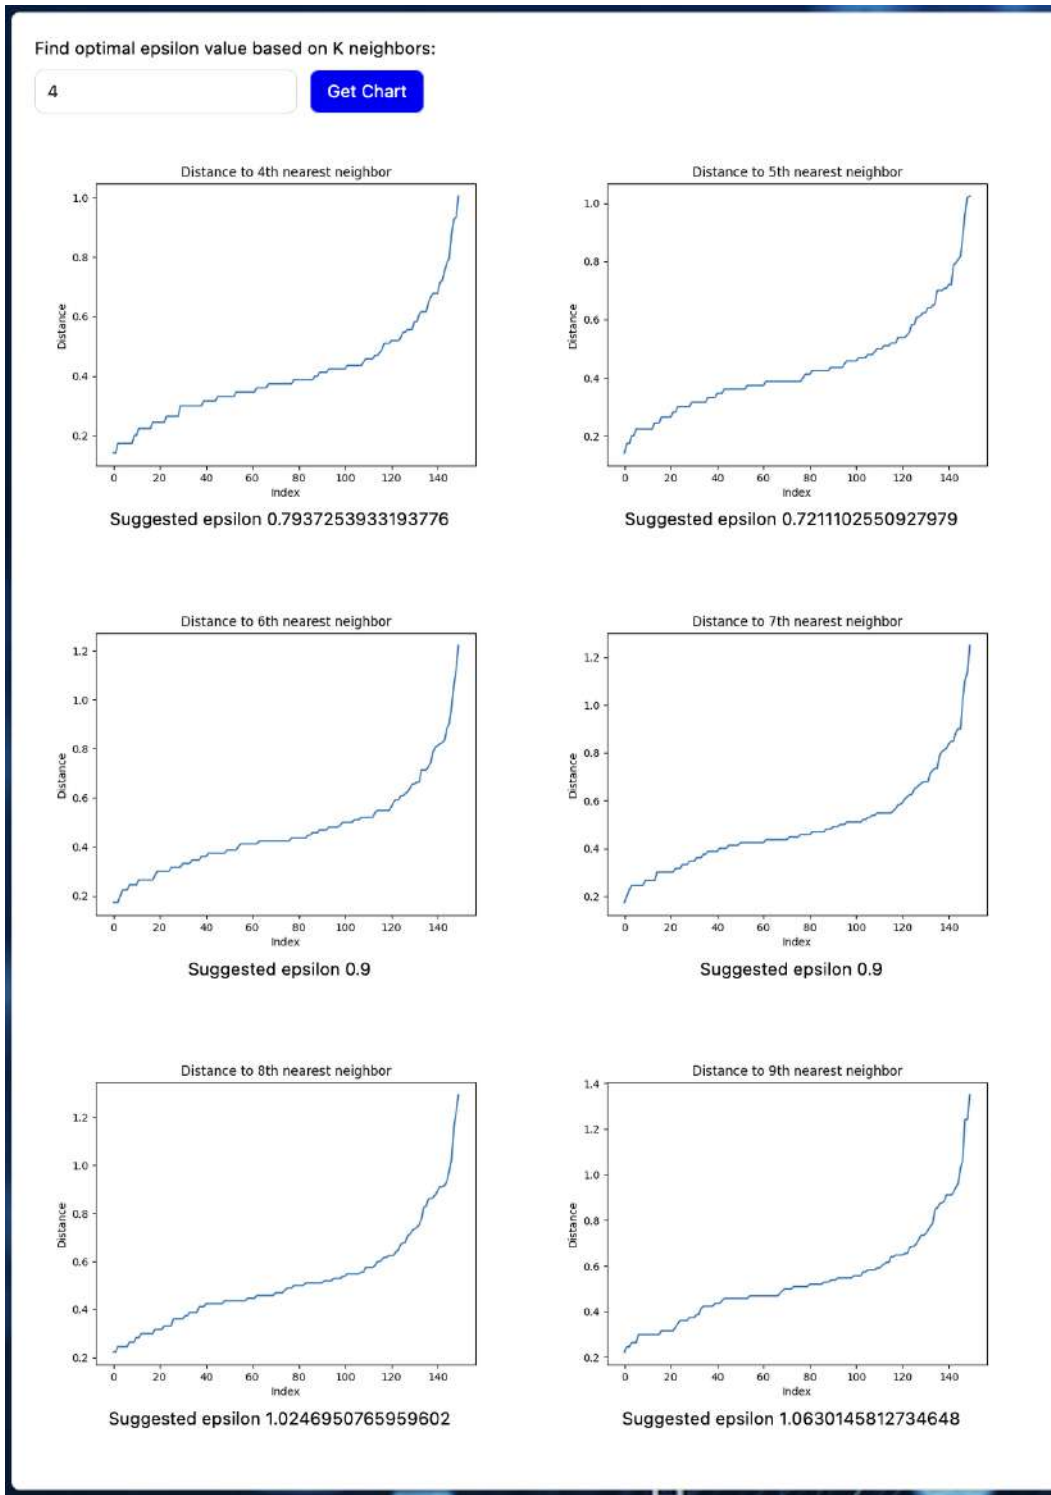 Find optimal epsilon value based on K neighbors:
4
Get Chart
Distance to 4th nearest neighbor
1.0
0.8
0.6
0.4
0.2
Distance
0 20 40 60 80 100 120 140
Index
Suggested epsilon 0.7937253933193776
Distance to 5th nearest neighbor
1.0
0.8
0.6
0.4
0.2
Distance
0 20 40 60 80 100 120 140
Index
Suggested epsilon 0.7211102550927979
Distance to 6th nearest neighbor
1.2
1.0
0.8
0.6
0.4
0.2
Distance
0 20 40 60 80 100 120 140
Index
Suggested epsilon 0.9
Distance to 7th nearest neighbor
1.2
1.0
0.8
0.6
0.4
0.2
Distance
0 20 40 60 80 100 120 140
Index
Suggested epsilon 0.9
Distance to 8th nearest neighbor
1.2
1.0
0.8
0.6
0.4
0.2
Distance
0 20 40 60 80 100 120 140
Index
Suggested epsilon 1.0246950765959602
Distance to 9th nearest neighbor
1.4
1.2
1.0
0.8
0.6
0.4
0.2
Distance
0 20 40 60 80 100 120 140
Index
Suggested epsilon 1.0630145812734648